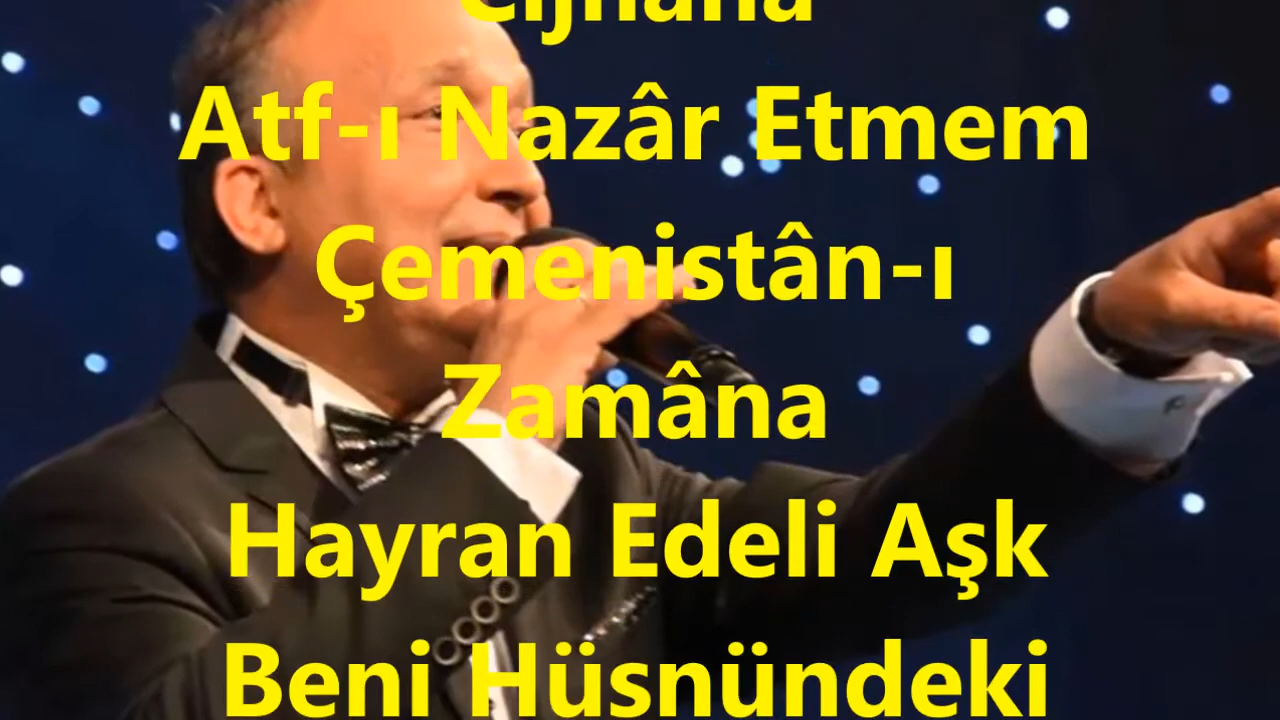 Atf-ı Nazâr Etmem
Çemenistân-ı
Zamâna
Hayran Edeli Aşk
Beni Hüsnündeki